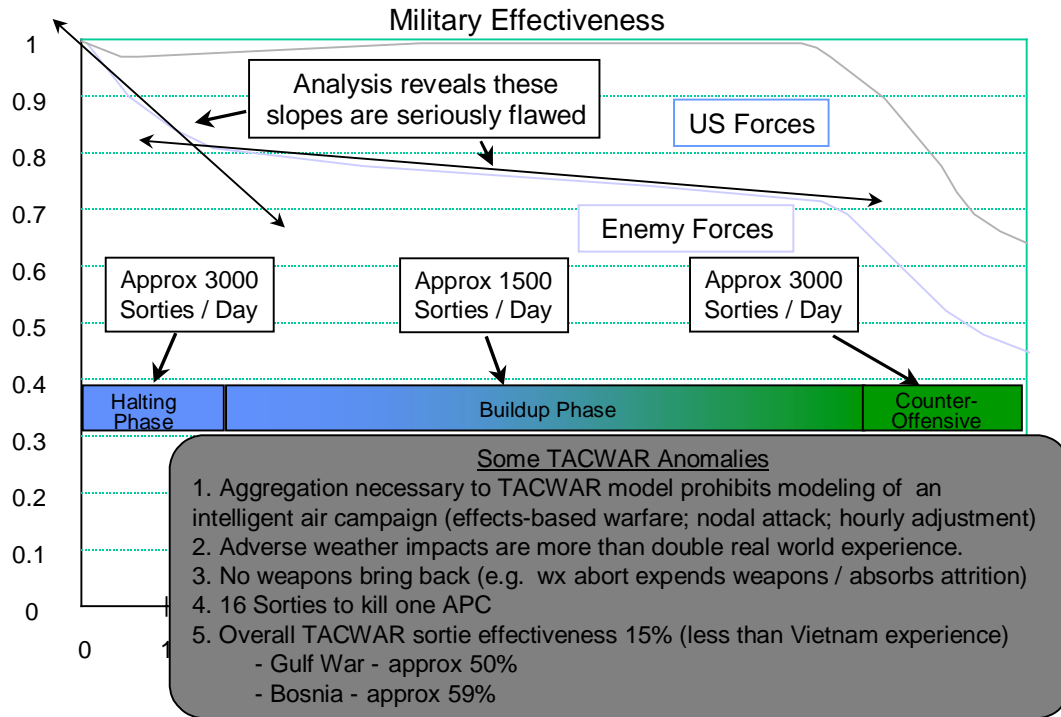 Military Effectiveness
1
0.9
0.8
0.7
0.6
0.5
0.4
0.3
0.2
0.1
0
0
1
Analysis reveals these
slopes are seriously flawed
US Forces
Enemy Forces
Approx 3000
Sorties / Day
Approx 1500
Sorties / Day
Approx 3000
Sorties / Day
Halting
Phase
Buildup Phase
Counter-
Offensive
Some TACWAR Anomalies
1. Aggregation necessary to TACWAR model prohibits modeling of an
intelligent air campaign (effects-based warfare; nodal attack; hourly adjustment)
2. Adverse weather impacts are more than double real world experience.
3. No weapons bring back (e.g. wx abort expends weapons / absorbs attrition)
4. 16 Sorties to kill one APC
5. Overall TACWAR sortie effectiveness 15% (less than Vietnam experience)
- Gulf War - approx 50%
- Bosnia - approx 59%